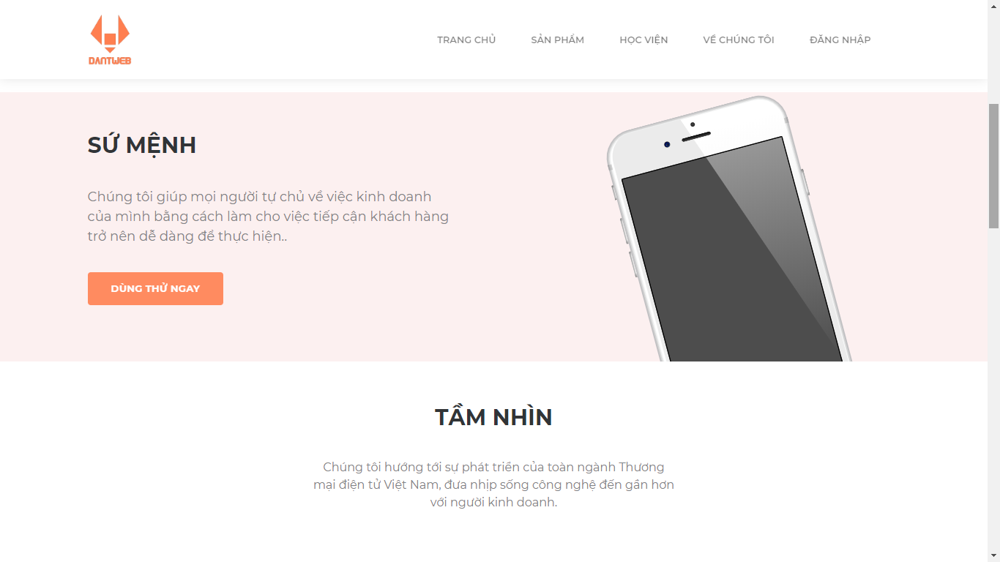 DANTWEB
TRANG CHỦ
SẢN PHẨM
HỌC VIỆN
VỀ CHÚNG TÔI
ĐĂNG NHẬP
SỨ MỆNH
Chúng tôi giúp mọi người tự chủ về việc kinh doanh
của mình bằng cách làm cho việc tiếp cận khách hàng
trở nên dễ dàng để thực hiện..
DÙNG THỬ NGAY
TẦM NHÌN
Chúng tôi hướng tới sự phát triển của toàn ngành Thương
mại điện tử Việt Nam, đưa nhịp sống công nghệ đến gần hơn
với người kinh doanh.